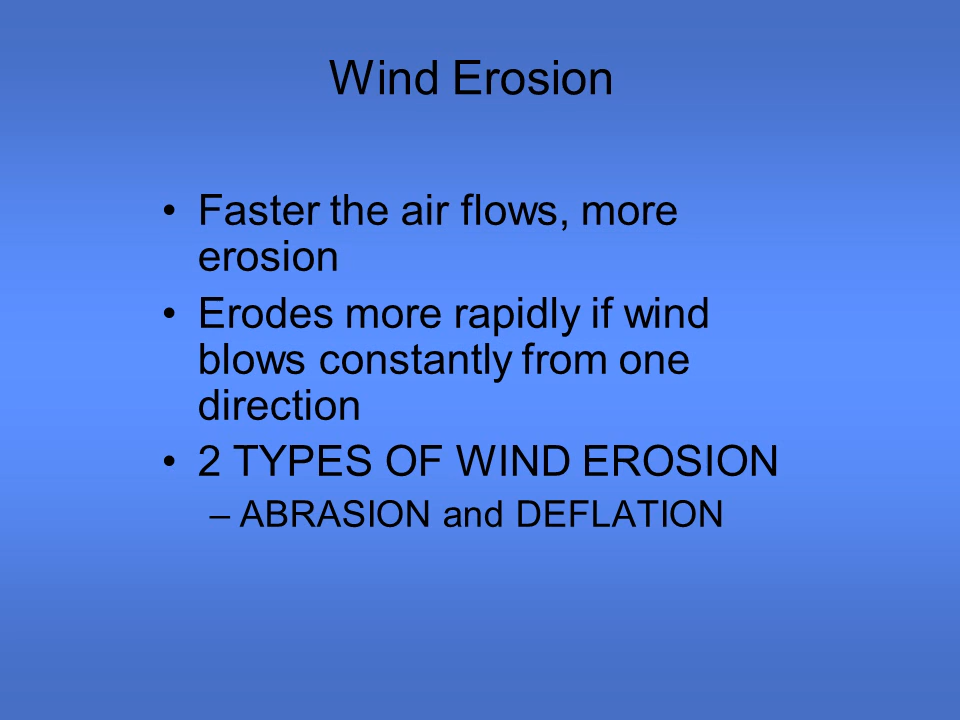 Wind Erosion
• Faster the air flows, more
erosion
• Erodes more rapidly if wind
blows constantly from one
direction
• 2 TYPES OF WIND EROSION
– ABRASION and DEFLATION